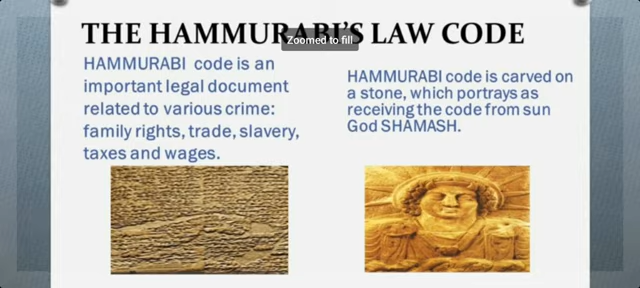 THE HAMMURABI'S LAW CODE
Zoomed to fill
HAMMURABI code is an
important legal document
related to various crime:
family rights, trade, slavery,
taxes and wages.
HAMMURABI code is carved on
a stone, which portrays as
receiving the code from sun
God SHAMASH.